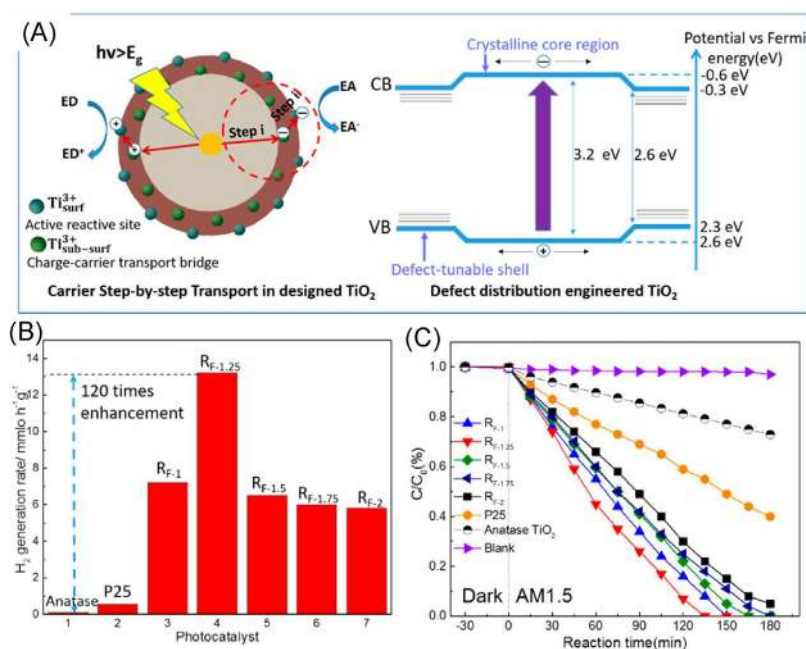 (A)
hν>Eg
ED
ED⁺
EA
EA⁻
Step i
Step ii
Ti³⁺surf
Active reactive site
Ti³⁺sub-surf
Charge-carrier transport bridge
Carrier Step-by-step Transport in designed TiO₂
Crystalline core region
Potential vs Fermi
energy(eV)
CB
-0.6 eV
-0.3 eV
3.2 eV
2.6 eV
VB
2.3 eV
2.6 eV
Defect-tunable shell
Defect distribution engineered TiO₂
(B)
H₂ generation rate/ mmlo h⁻¹g⁻¹
14
12
10
8
6
4
2
0
120 times
enhancement
Anatase
P25
RF-1
RF-1.25
RF-1.5
RF-1.75
RF-2
1 2 3 4 5 6 7
Photocatalyst
(C)
C/C₀(%)
1.0
0.8
0.6
0.4
0.2
0.0
RF-1
RF-1.25
RF-1.5
RF-1.75
RF-2
P25
Anatase TiO₂
Blank
Dark AM1.5
-30 0 30 60 90 120 150 180
Reaction time(min)